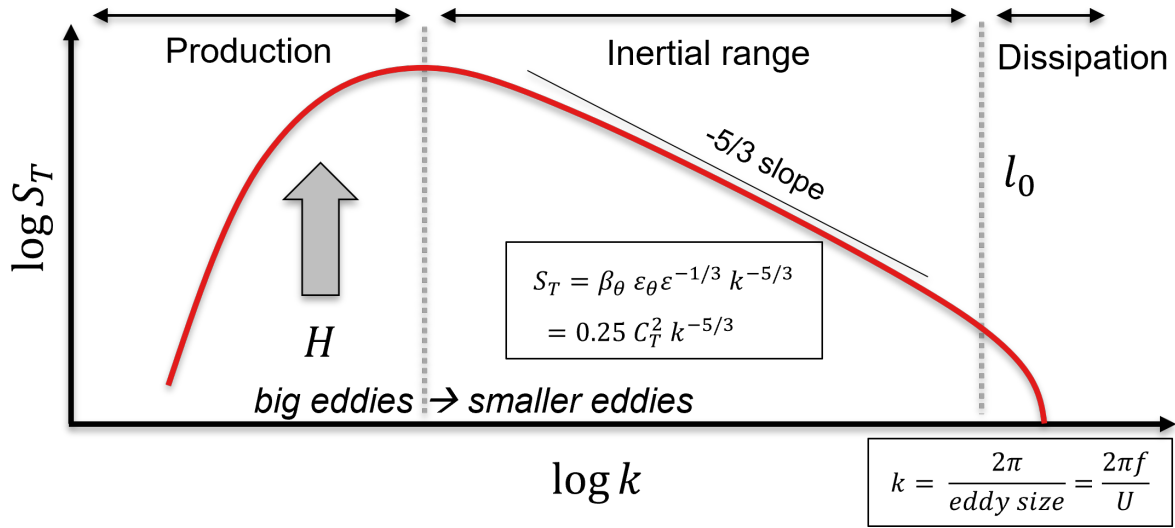 Production
Inertial range
Dissipation
log S_T
-5/3 slope
l_0
S_T = β_θ ε_θ ε^{-1/3} k^{-5/3}
= 0.25 C_T^2 k^{-5/3}
H
big eddies → smaller eddies
log k
k = 2π / eddy size = 2πf / U